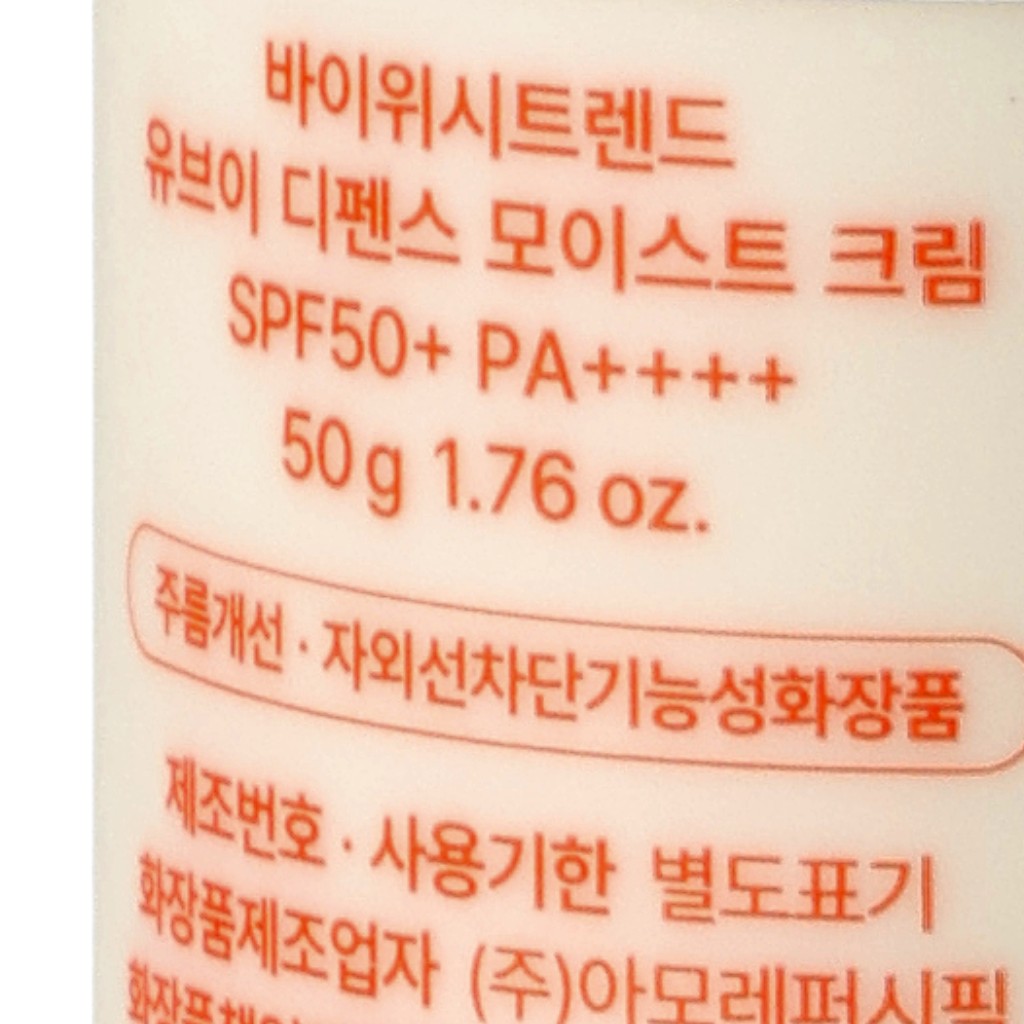 바이위시트렌드
유브이 디펜스 모이스트 크림
SPF50+ PA++++
50 g 1.76 oz.
주름개선 · 자외선차단기능성화장품
제조번호 · 사용기한 별도표기
화장품제조업자 (주)아모레퍼시픽